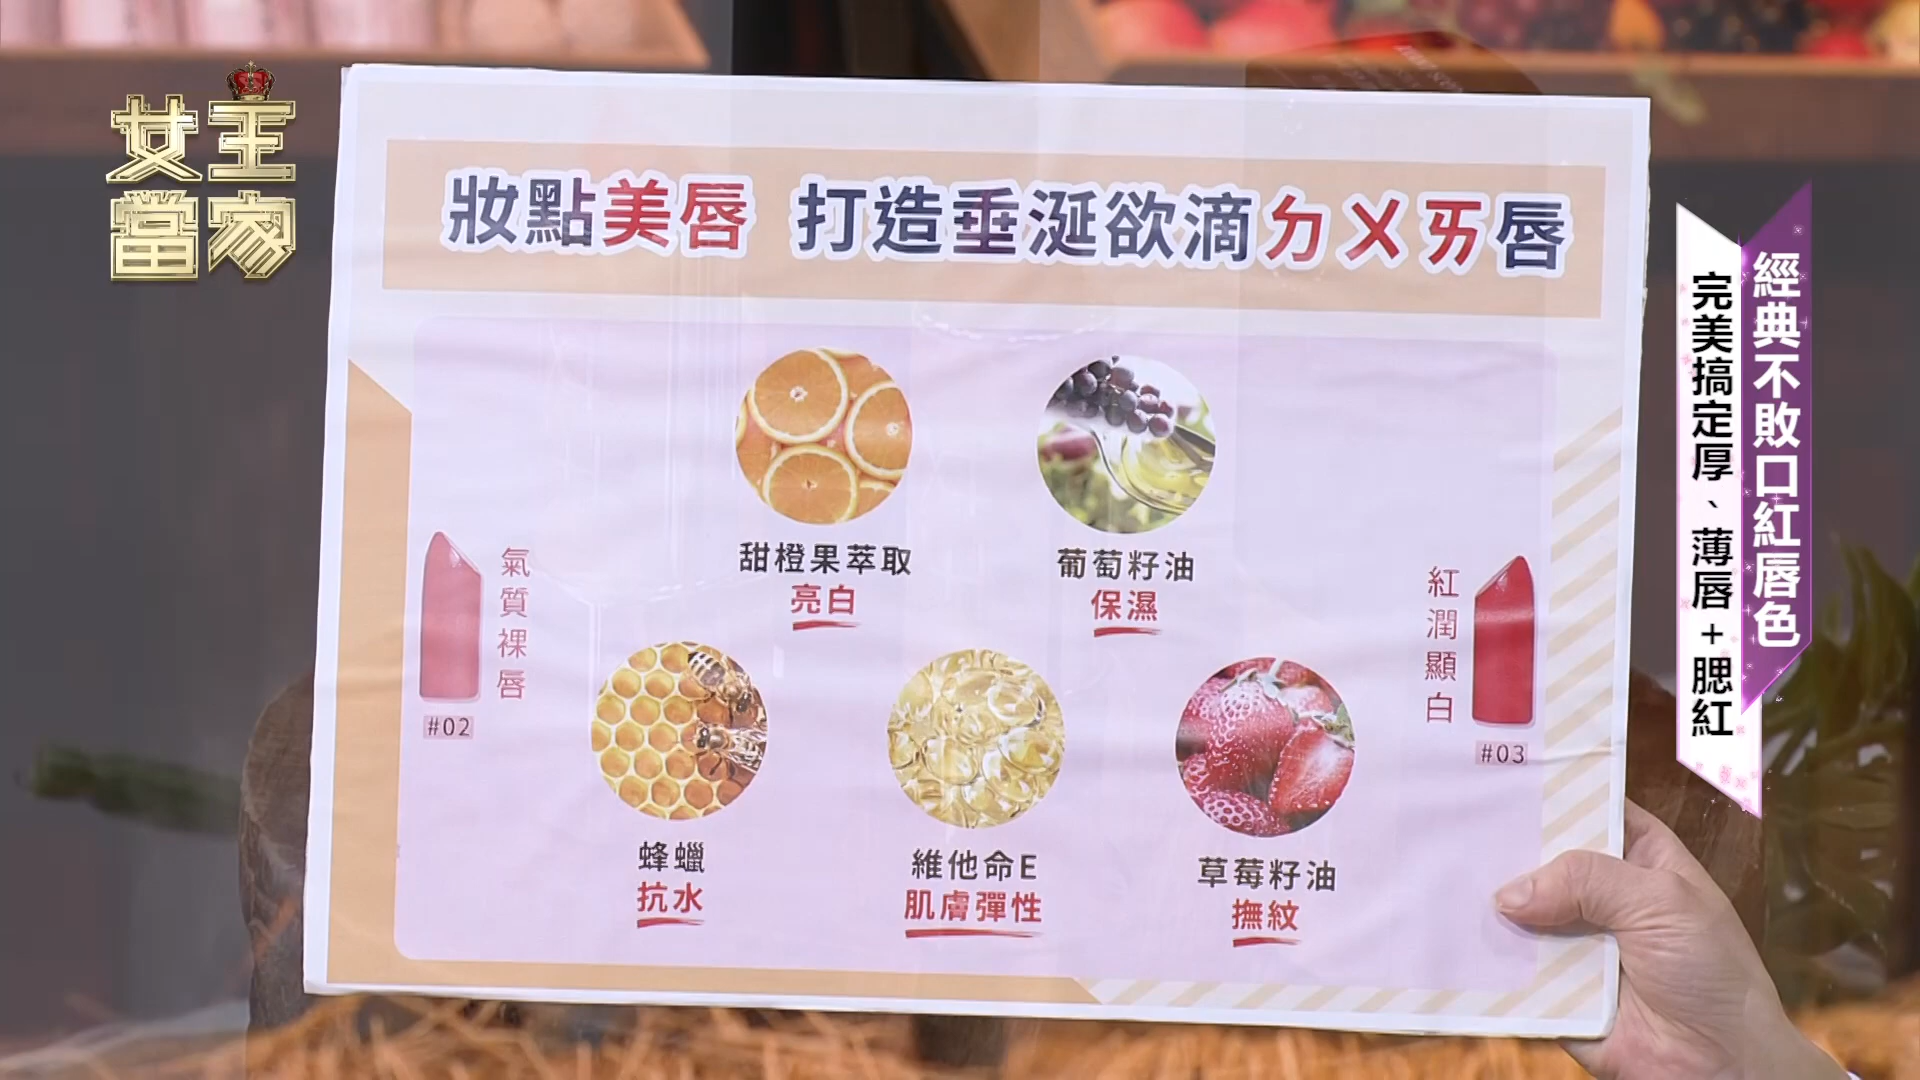 女王
當家
妝點美唇 打造垂涎欲滴ㄉㄨㄞ唇
甜橙果萃取
亮白
葡萄籽油
保濕
氣質裸唇
#02
紅潤顯白
#03
蜂蠟
抗水
維他命E
肌膚彈性
草莓籽油
撫紋
經典不敗口紅唇色
完美搞定厚、薄唇+腮紅